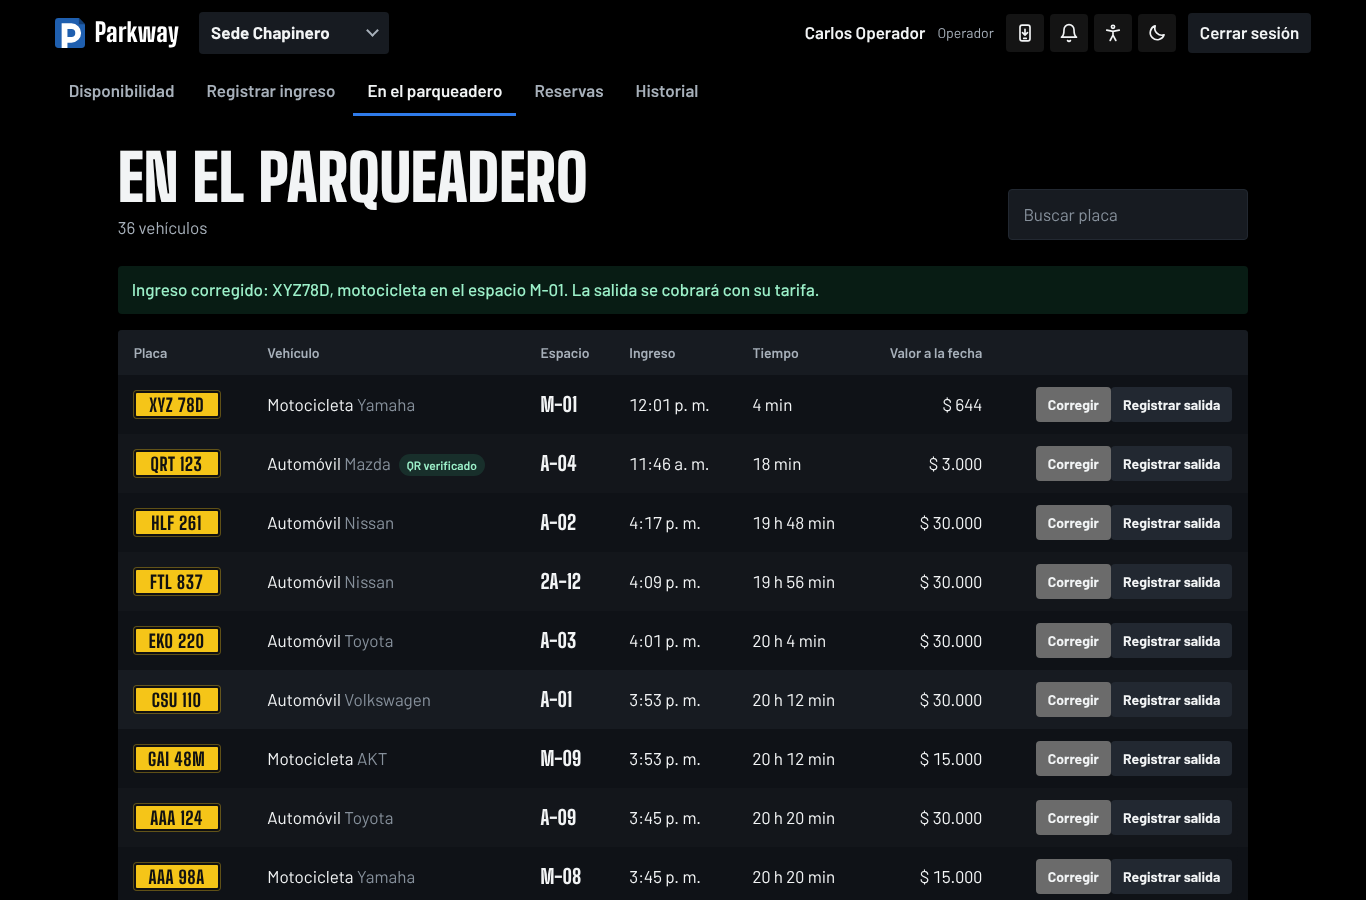 Parkway
Sede Chapinero
Carlos Operador Operador
Cerrar sesión
Disponibilidad Registrar ingreso En el parqueadero Reservas Historial
EN EL PARQUEADERO
36 vehículos
Buscar placa
Ingreso corregido: XYZ78D, motocicleta en el espacio M-01. La salida se cobrará con su tarifa.
Placa Vehículo Espacio Ingreso Tiempo Valor a la fecha
XYZ 78D Motocicleta Yamaha M-01 12:01 p. m. 4 min $ 644 Corregir Registrar salida
QRT 123 Automóvil Mazda QR verificado A-04 11:46 a. m. 18 min $ 3.000 Corregir Registrar salida
HLF 261 Automóvil Nissan A-02 4:17 p. m. 19 h 48 min $ 30.000 Corregir Registrar salida
FTL 837 Automóvil Nissan 2A-12 4:09 p. m. 19 h 56 min $ 30.000 Corregir Registrar salida
EKO 220 Automóvil Toyota A-03 4:01 p. m. 20 h 4 min $ 30.000 Corregir Registrar salida
CSU 110 Automóvil Volkswagen A-01 3:53 p. m. 20 h 12 min $ 30.000 Corregir Registrar salida
GAI 48M Motocicleta AKT M-09 3:53 p. m. 20 h 12 min $ 15.000 Corregir Registrar salida
AAA 124 Automóvil Toyota A-09 3:45 p. m. 20 h 20 min $ 30.000 Corregir Registrar salida
AAA 98A Motocicleta Yamaha M-08 3:45 p. m. 20 h 20 min $ 15.000 Corregir Registrar salida